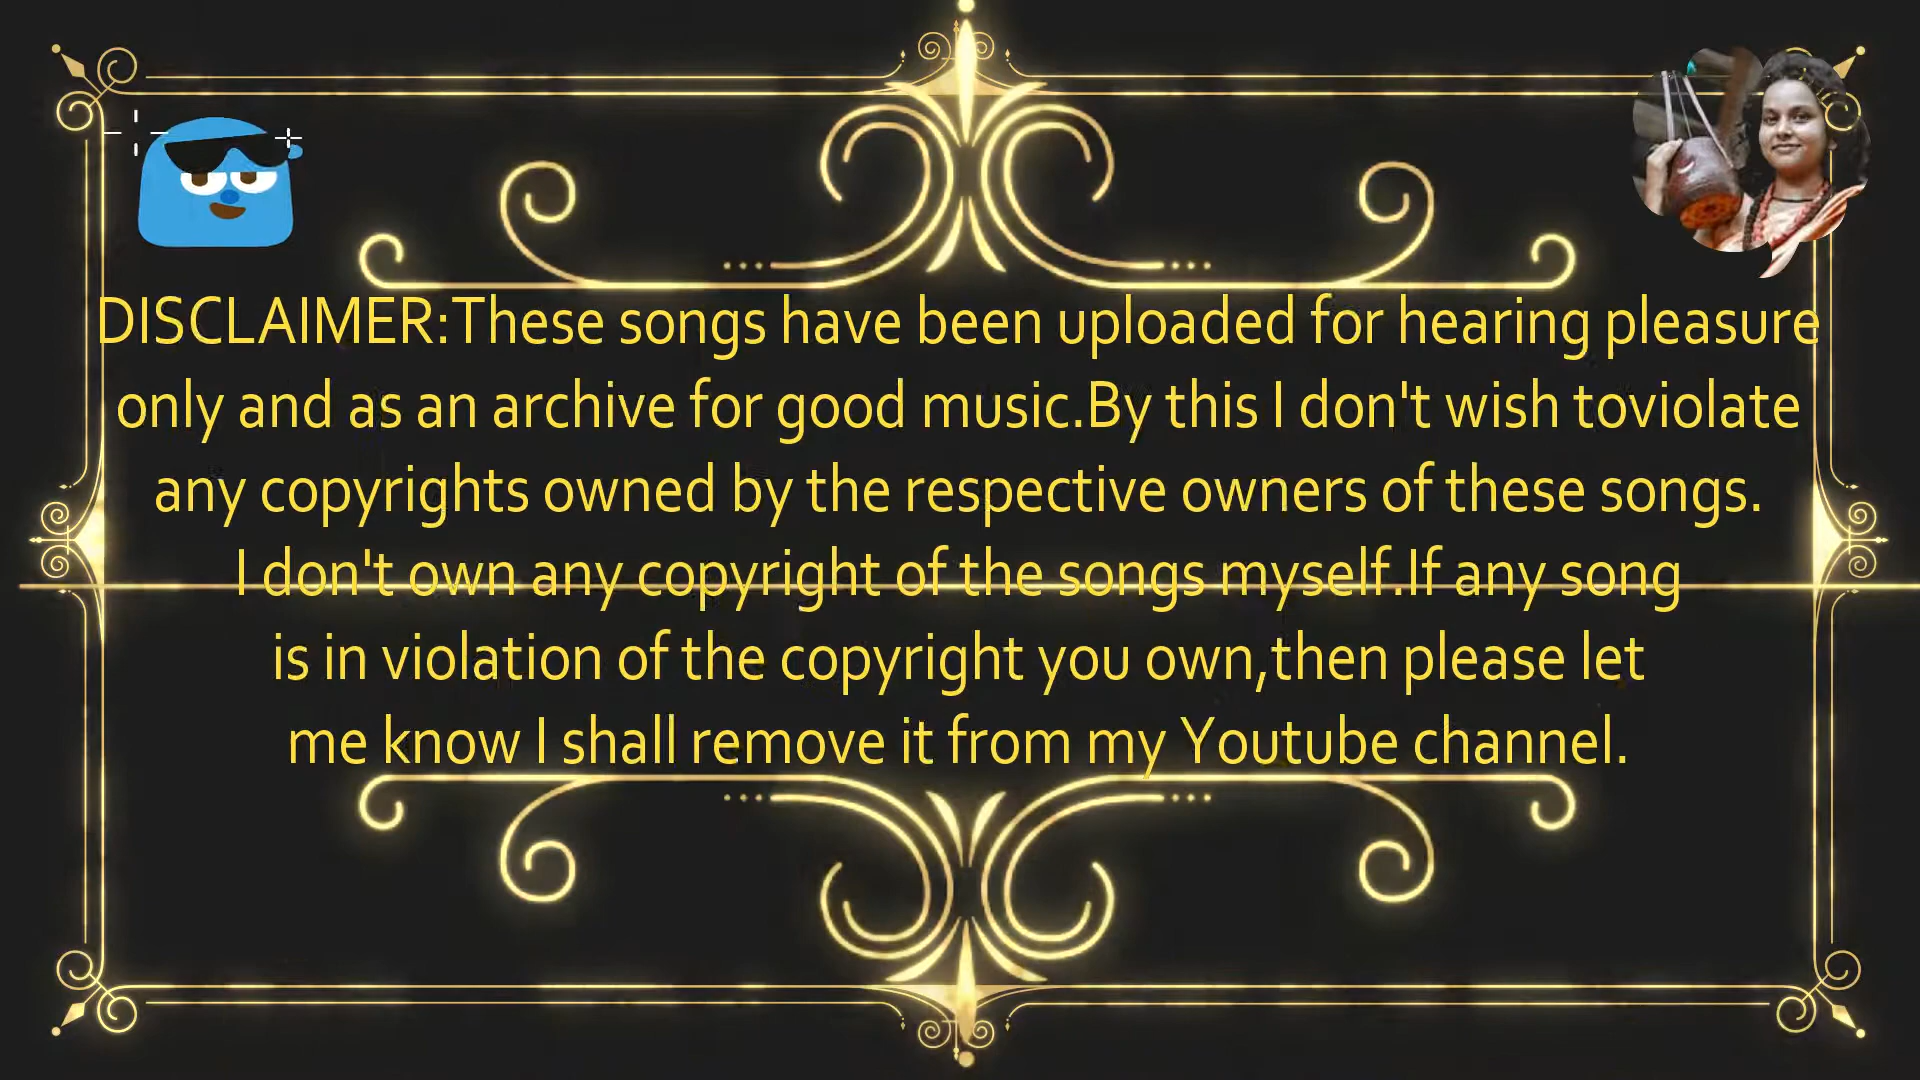 DISCLAIMER:These songs have been uploaded for hearing pleasure
only and as an archive for good music.By this I don't wish toviolate
any copyrights owned by the respective owners of these songs.
I don't own any copyright of the songs myself.If any song
is in violation of the copyright you own,then please let
me know I shall remove it from my Youtube channel.